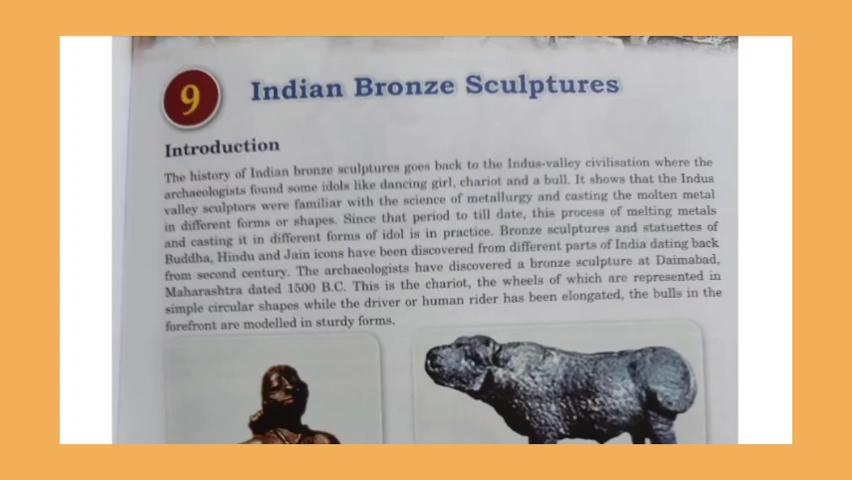 9
Indian Bronze Sculptures
Introduction
The history of Indian bronze sculptures goes back to the Indus-valley civilisation where the
archaeologists found some idols like dancing girl, chariot and a bull. It shows that the Indus
valley sculptors were familiar with the science of metallurgy and casting the molten metal
in different forms or shapes. Since that period to till date, this process of melting metals
and casting it in different forms of idol is in practice. Bronze sculptures and statuettes of
Buddha, Hindu and Jain icons have been discovered from different parts of India dating back
from second century. The archaeologists have discovered a bronze sculpture at Daimabad,
Maharashtra dated 1500 B.C. This is the chariot, the wheels of which are represented in
simple circular shapes while the driver or human rider has been elongated, the bulls in the
forefront are modelled in sturdy forms.